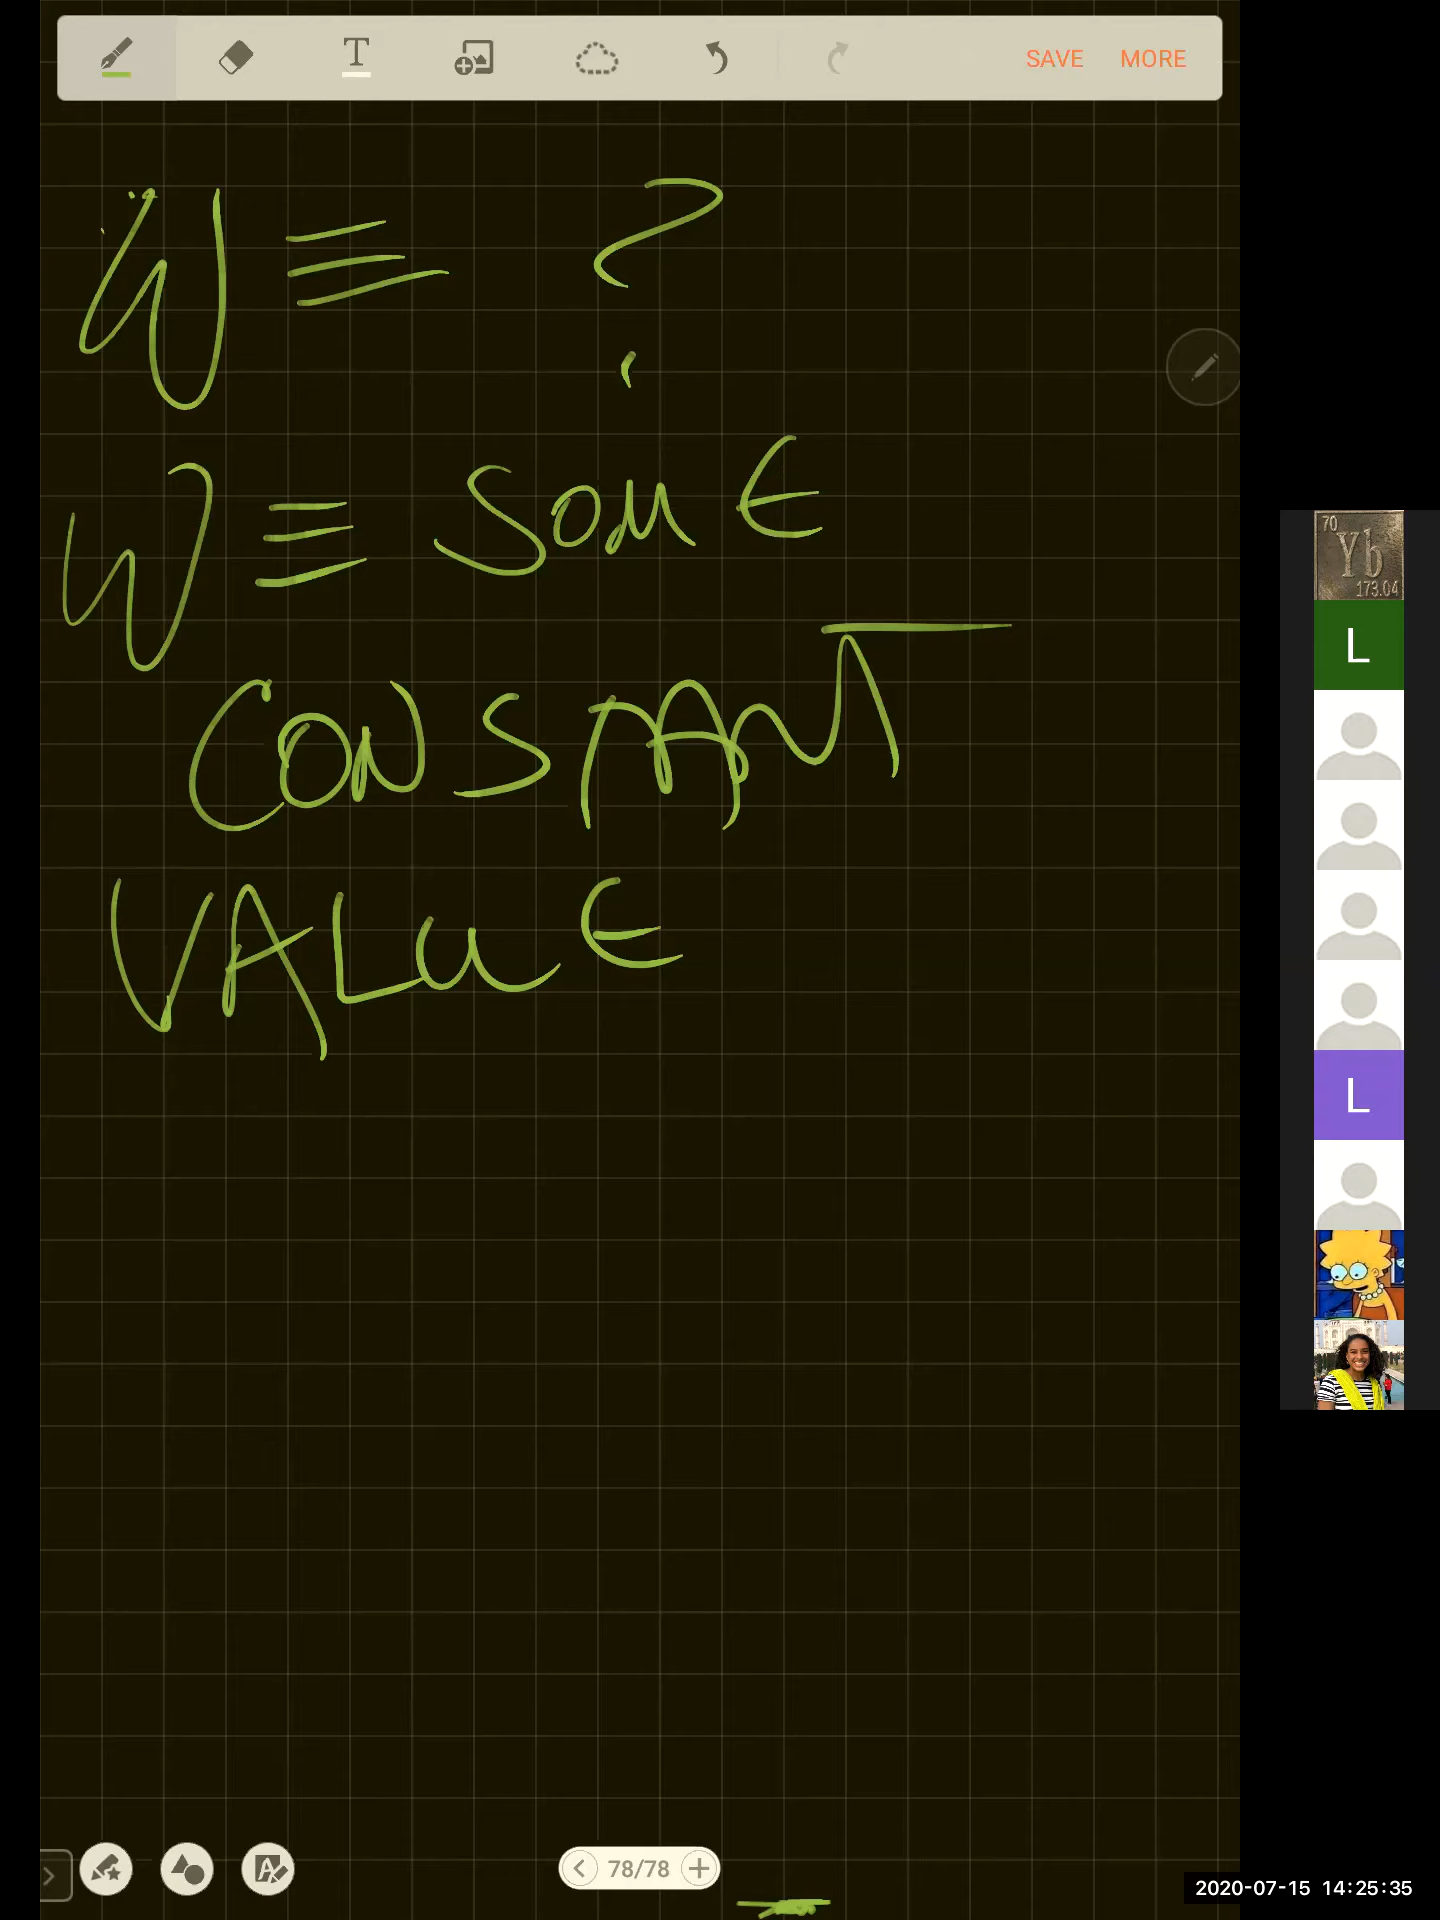 T SAVE MORE
W ≡ ?
W ≡ SOME
CONSTANT
VALUE
70
Yb
173.04
L
L
78/78
2020-07-15 14:25:35